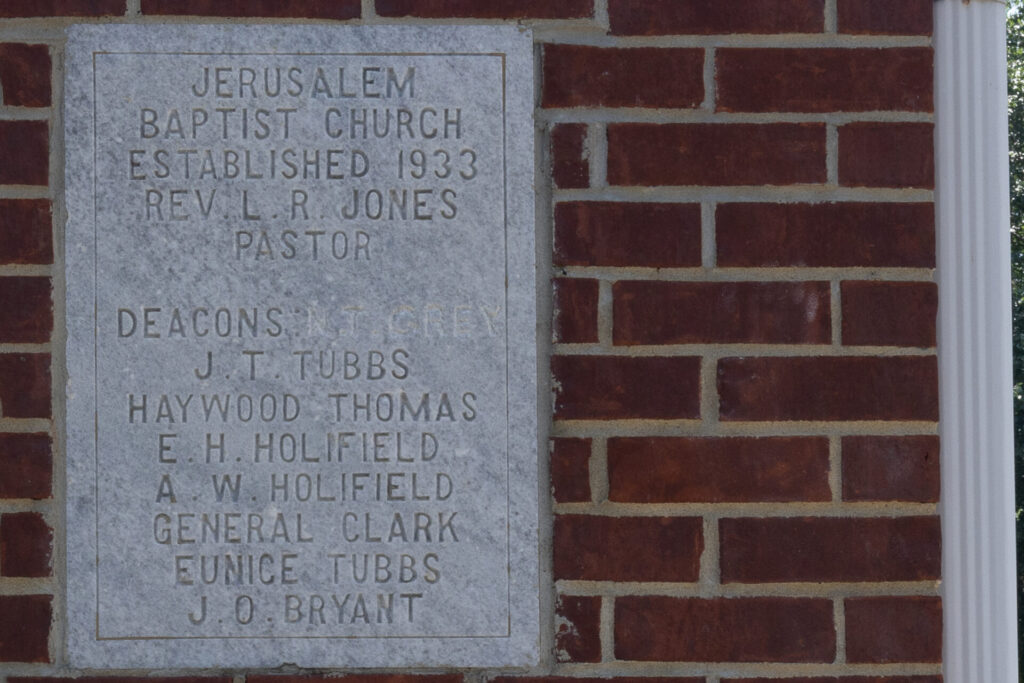 JERUSALEM
BAPTIST CHURCH
ESTABLISHED 1933
REV. L. R. JONES
PASTOR
DEACONS: N.T. GREY
J. T. TUBBS
HAYWOOD THOMAS
E. H. HOLIFIELD
A. W. HOLIFIELD
GENERAL CLARK
EUNICE TUBBS
J. O. BRYANT